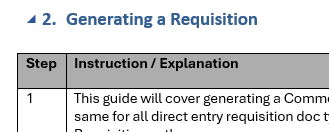 2. Generating a Requisition
Step Instruction / Explanation
1 This guide will cover generating a
same for all direct entry requisition doc